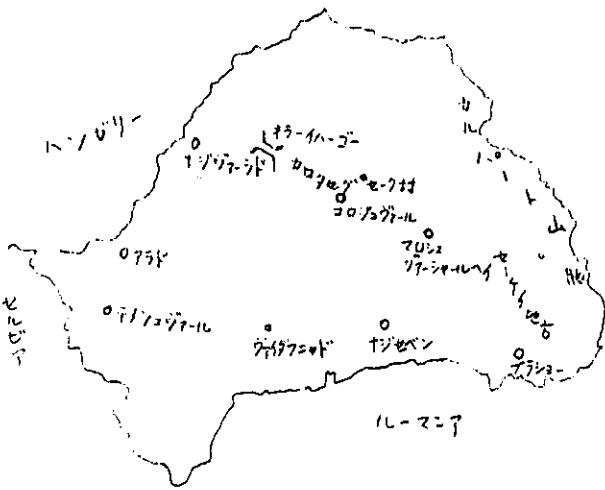 ハンガリー
カルパート山脈
キラーイハーゴー
ナジヴァーラド
カロタセグ
セーク村
コロジュヴァール
マロシュ
ヴァーシャールヘイ
セーケイ地方
アラド
テメシュヴァール
ヴァイダフニャド
ナジセベン
ブラショー
セルビア
ルーマニア